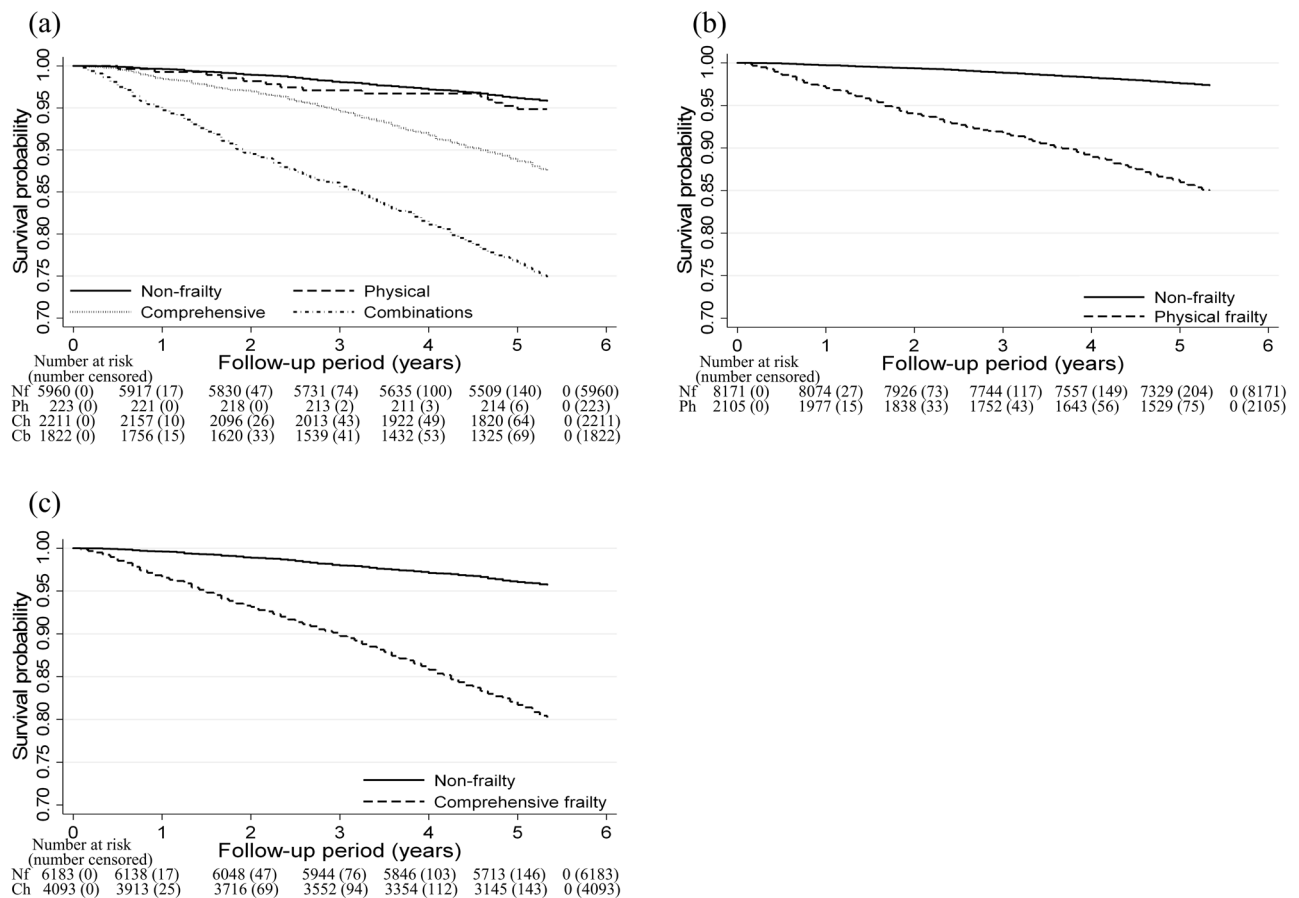 (a)
Survival probability
1.00
0.95
0.90
0.85
0.80
0.75
0.70
Non-frailty
Physical
Comprehensive
Combinations
0 1 2 3 4 5 6
Number at risk
(number censored)
Follow-up period (years)
Nf 5960 (0) 5917 (17) 5830 (47) 5731 (74) 5635 (100) 5509 (140) 0 (5960)
Ph 223 (0) 221 (0) 218 (0) 213 (2) 211 (3) 214 (6) 0 (223)
Ch 2211 (0) 2157 (10) 2096 (26) 2013 (43) 1922 (49) 1820 (64) 0 (2211)
Cb 1822 (0) 1756 (15) 1620 (33) 1539 (41) 1432 (53) 1325 (69) 0 (1822)
(b)
Survival probability
1.00
0.95
0.90
0.85
0.80
0.75
0.70
Non-frailty
Physical frailty
0 1 2 3 4 5 6
Number at risk
(number censored)
Follow-up period (years)
Nf 8171 (0) 8074 (27) 7926 (73) 7744 (117) 7557 (149) 7329 (204) 0 (8171)
Ph 2105 (0) 1977 (15) 1838 (33) 1752 (43) 1643 (56) 1529 (75) 0 (2105)
(c)
Survival probability
1.00
0.95
0.90
0.85
0.80
0.75
0.70
Non-frailty
Comprehensive frailty
0 1 2 3 4 5 6
Number at risk
(number censored)
Follow-up period (years)
Nf 6183 (0) 6138 (17) 6048 (47) 5944 (76) 5846 (103) 5713 (146) 0 (6183)
Ch 4093 (0) 3913 (25) 3716 (69) 3552 (94) 3354 (112) 3145 (143) 0 (4093)